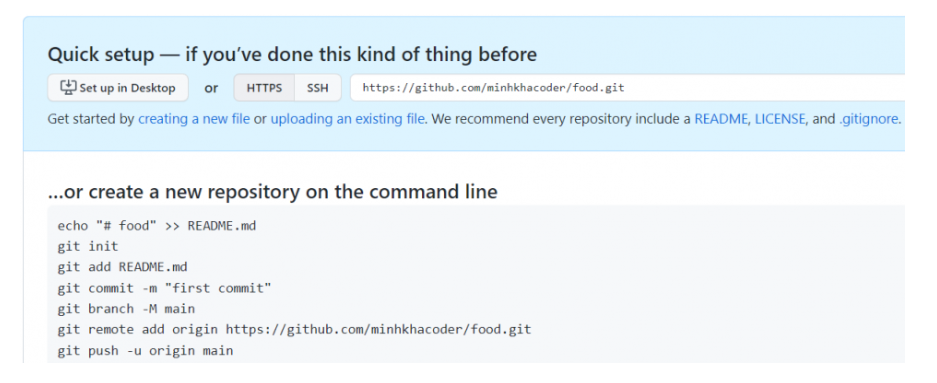 Quick setup — if you’ve done this kind of thing before
Set up in Desktop or HTTPS SSH https://github.com/minhkhacoder/food.git
Get started by creating a new file or uploading an existing file. We recommend every repository include a README, LICENSE, and .gitignore.
...or create a new repository on the command line
echo "# food" >> README.md
git init
git add README.md
git commit -m "first commit"
git branch -M main
git remote add origin https://github.com/minhkhacoder/food.git
git push -u origin main